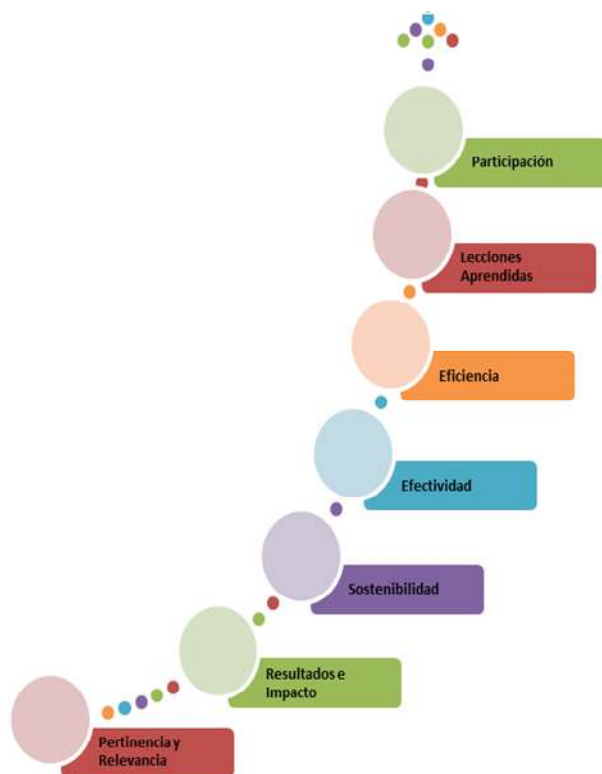 Participación
Lecciones
Aprendidas
Eficiencia
Efectividad
Sostenibilidad
Resultados e
Impacto
Pertinencia y
Relevancia